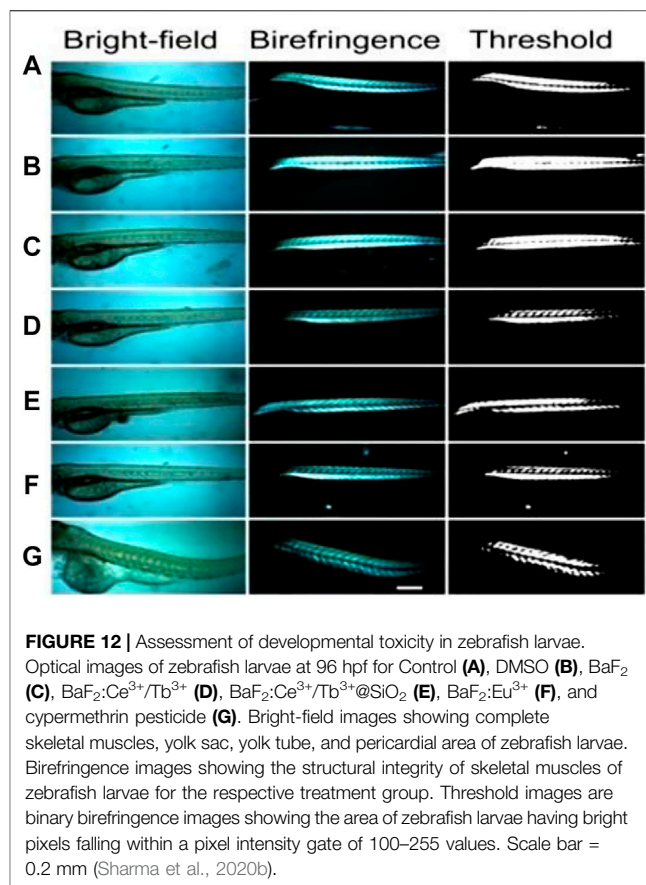 Bright-field Birefringence Threshold
A
B
C
D
E
F
G
FIGURE 12 | Assessment of developmental toxicity in zebrafish larvae.
Optical images of zebrafish larvae at 96 hpf for Control (A), DMSO (B), BaF₂
(C), BaF₂:Ce³⁺/Tb³⁺ (D), BaF₂:Ce³⁺/Tb³⁺@SiO₂ (E), BaF₂:Eu³⁺ (F), and
cypermethrin pesticide (G). Bright-field images showing complete
skeletal muscles, yolk sac, yolk tube, and pericardial area of zebrafish larvae.
Birefringence images showing the structural integrity of skeletal muscles of
zebrafish larvae for the respective treatment group. Threshold images are
binary birefringence images showing the area of zebrafish larvae having bright
pixels falling within a pixel intensity gate of 100–255 values. Scale bar =
0.2 mm (Sharma et al., 2020b).